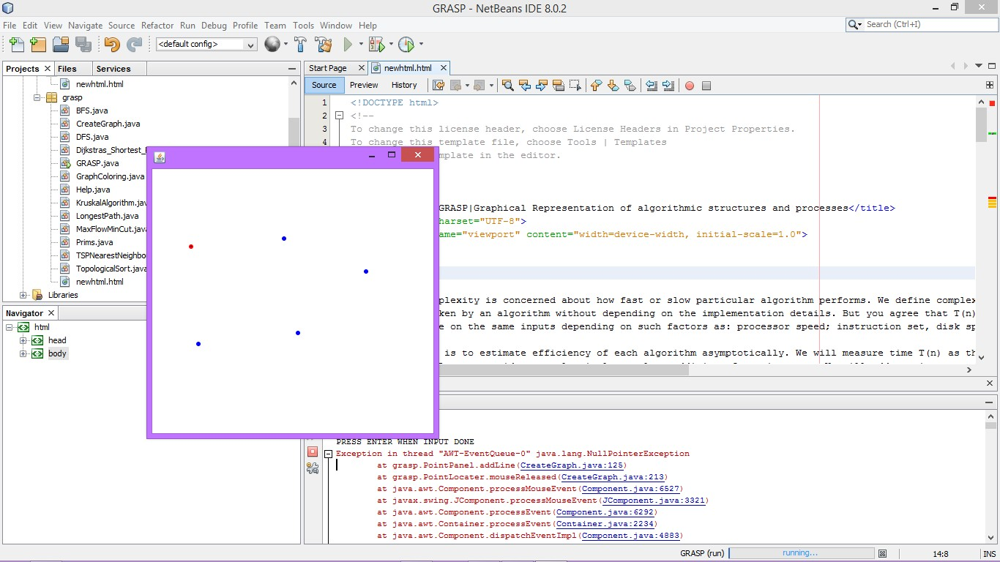 GRASP - NetBeans IDE 8.0.2
File Edit View Navigate Source Refactor Run Debug Profile Team Tools Window Help
Search (Ctrl+I)
<default config>
Projects Files Services
newhtml.html
grasp
BFS.java
CreateGraph.java
DFS.java
Dijkstras_Shortest_
GRASP.java
GraphColoring.java
Help.java
KruskalAlgorithm.jav
LongestPath.java
MaxFlowMinCut.java
Prims.java
TSPNearestNeighbo
TopologicalSort.java
newhtml.html
Libraries
Navigator
html
head
body
Start Page newhtml.html
Source Preview History
1 <!DOCTYPE html>
2 <!--
3 To change this license header, choose License Headers in Project Properties.
4 To change this template file, choose Tools | Templates
mplate in the editor.
GRASP|Graphical Representation of algorithmic structures and processes</title>
harset="UTF-8">
ame="viewport" content="width=device-width, initial-scale=1.0">
plexity is concerned about how fast or slow particular algorithm performs. We define complex
ken by an algorithm without depending on the implementation details. But you agree that T(n)
e on the same inputs depending on such factors as: processor speed; instruction set, disk sp
is to estimate efficiency of each algorithm asymptotically. We will measure time T(n) as th
PRESS ENTER WHEN INPUT DONE
Exception in thread "AWT-EventQueue-0" java.lang.NullPointerException
at grasp.PointPanel.addLine(CreateGraph.java:125)
at grasp.PointLocater.mouseReleased(CreateGraph.java:213)
at java.awt.Component.processMouseEvent(Component.java:6527)
at javax.swing.JComponent.processMouseEvent(JComponent.java:3321)
at java.awt.Component.processEvent(Component.java:6292)
at java.awt.Container.processEvent(Container.java:2234)
at java.awt.Component.dispatchEventImpl(Component.java:4883)
GRASP (run) running... 14:8 INS